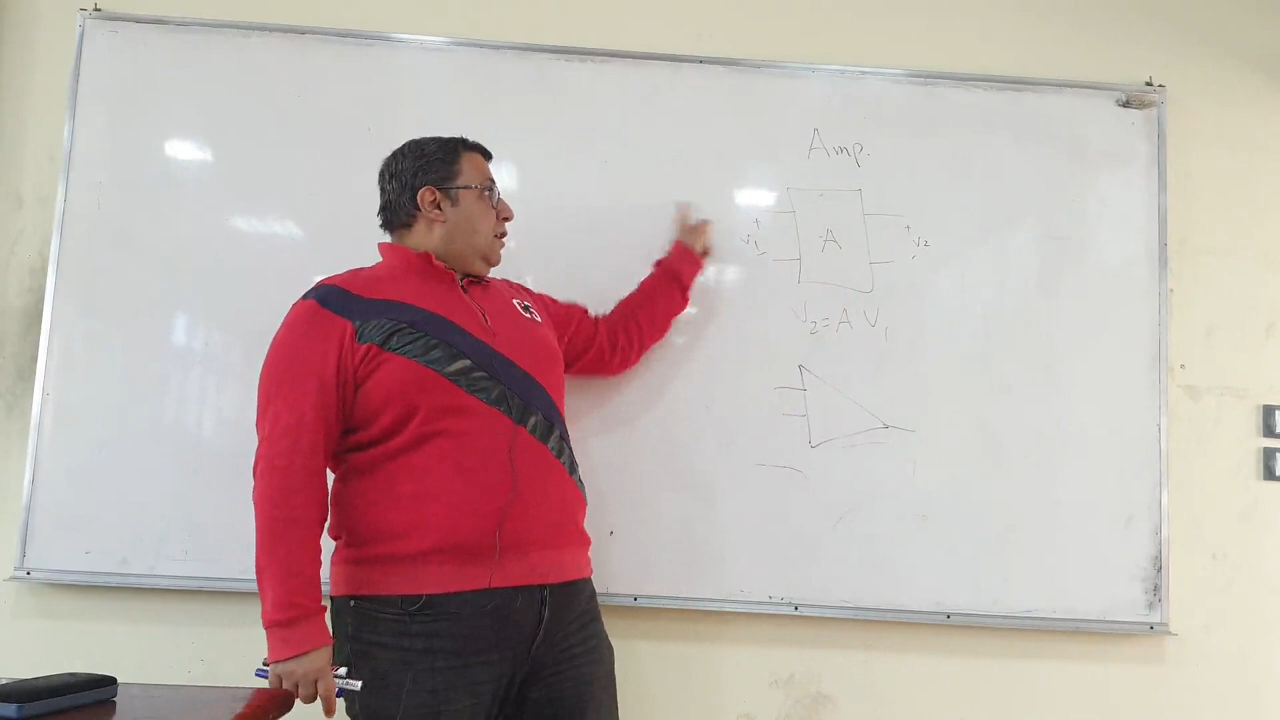 Amp.
+ +
V1 A V2
- -
V2 = A V1